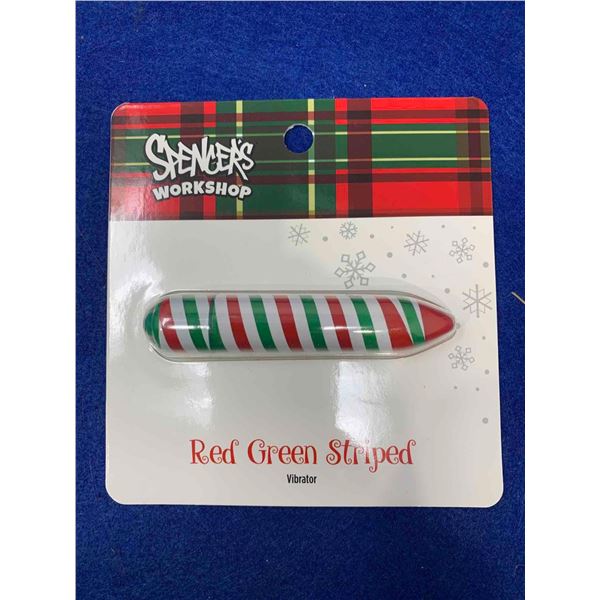 SPENCER'S
WORKSHOP
Red Green Striped
Vibrator